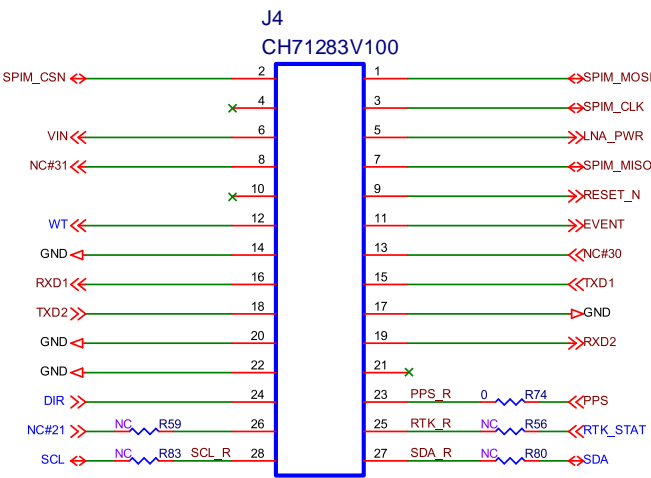 J4
CH71283V100
SPIM_CSN 2 1 SPIM_MOSI
4 3 SPIM_CLK
VIN 6 5 LNA_PWR
NC#31 8 7 SPIM_MISO
10 9 RESET_N
WT 12 11 EVENT
GND 14 13 NC#30
RXD1 16 15 TXD1
TXD2 18 17 GND
GND 20 19 RXD2
GND 22 21
DIR 24 23 PPS_R 0 R74 PPS
NC#21 NC R59 26 25 RTK_R NC R56 RTK_STAT
SCL NC R83 SCL_R 28 27 SDA_R NC R80 SDA